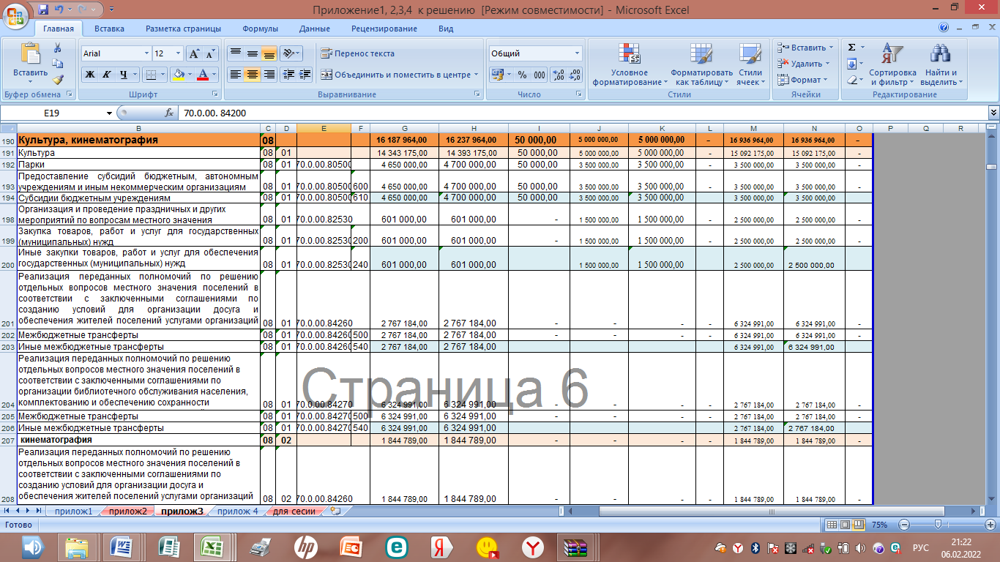 Приложение1, 2,3,4 к решению [Режим совместимости] - Microsoft Excel
Главная Вставка Разметка страницы Формулы Данные Рецензирование Вид
Arial 12 Перенос текста Общий Вставить Σ
Вставить Условное форматирование Форматировать как таблицу Стили ячеек Удалить Сортировка и фильтр Найти и выделить
Ж К Ч А Объединить и поместить в центре % 000 Формат
Буфер обмена Шрифт Выравнивание Число Стили Ячейки Редактирование
E19 fx 70.0.00. 84200
B C D E F G H I J K L M N O P Q R
190 Культура, кинематография 08 16 187 964,00 16 237 964,00 50 000,00 5 000 000,00 5 000 000,00 - 16 936 964,00 16 936 964,00 -
191 Культура 08 01 14 343 175,00 14 393 175,00 50 000,00 5 000 000,00 5 000 000,00 - 15 092 175,00 15 092 175,00 -
192 Парки 08 01 70.0.00.80500 4 650 000,00 4 700 000,00 50 000,00 3 500 000,00 3 500 000,00 - 3 500 000,00 3 500 000,00 -
Предоставление субсидий бюджетным, автономным
193 учреждениям и иным некоммерческим организациям 08 01 70.0.00.80500 600 4 650 000,00 4 700 000,00 50 000,00 3 500 000,00 3 500 000,00 - 3 500 000,00 3 500 000,00 -
194 Субсидии бюджетным учреждениям 08 01 70.0.00.80500 610 4 650 000,00 4 700 000,00 50 000,00 3 500 000,00 3 500 000,00 - 3 500 000,00 3 500 000,00 -
Организация и проведение праздничных и других
198 мероприятий по вопросам местного значения 08 01 70.0.00.82530 601 000,00 601 000,00 - 1 500 000,00 1 500 000,00 - 2 500 000,00 2 500 000,00 -
Закупка товаров, работ и услуг для государственных
199 (муниципальных) нужд 08 01 70.0.00.82530 200 601 000,00 601 000,00 - 1 500 000,00 1 500 000,00 - 2 500 000,00 2 500 000,00 -
Иные закупки товаров, работ и услуг для обеспечения
200 государственных (муниципальных) нужд 08 01 70.0.00.82530 240 601 000,00 601 000,00 1 500 000,00 1 500 000,00 2 500 000,00 2 500 000,00 -
Реализация переданных полномочий по решению
отдельных вопросов местного значения поселений в
соответствии с заключенными соглашениями по
созданию условий для организации досуга и
201 обеспечения жителей поселений услугами организаций 08 01 70.0.00.84260 2 767 184,00 2 767 184,00 - - - - 6 324 991,00 6 324 991,00 -
202 Межбюджетные трансферты 08 01 70.0.00.84260 500 2 767 184,00 2 767 184,00 - - - - 6 324 991,00 6 324 991,00 -
203 Иные межбюджетные трансферты 08 01 70.0.00.84260 540 2 767 184,00 2 767 184,00 6 324 991,00 6 324 991,00
Реализация переданных полномочий по решению
отдельных вопросов местного значения поселений в
соответствии с заключенными соглашениями по
организации библиотечного обслуживания населения,
204 комплектованию и обеспечению сохранности 08 01 70.0.00.84270 6 324 991,00 6 324 991,00 - - - - 2 767 184,00 2 767 184,00 -
Страница 6
205 Межбюджетные трансферты 08 01 70.0.00.84270 500 6 324 991,00 6 324 991,00 - - - - 2 767 184,00 2 767 184,00 -
206 Иные межбюджетные трансферты 08 01 70.0.00.84270 540 6 324 991,00 6 324 991,00 2 767 184,00 2 767 184,00
207 кинематография 08 02 1 844 789,00 1 844 789,00 - - - - 1 844 789,00 1 844 789,00 -
Реализация переданных полномочий по решению
отдельных вопросов местного значения поселений в
соответствии с заключенными соглашениями по
созданию условий для организации досуга и
208 обеспечения жителей поселений услугами организаций 08 02 70.0.00.84260 1 844 789,00 1 844 789,00 - - - - 1 844 789,00 1 844 789,00 -
прилож1 прилож2 прилож3 прилож 4 для сесии
Готово 75%
РУС 21:22
06.02.2022